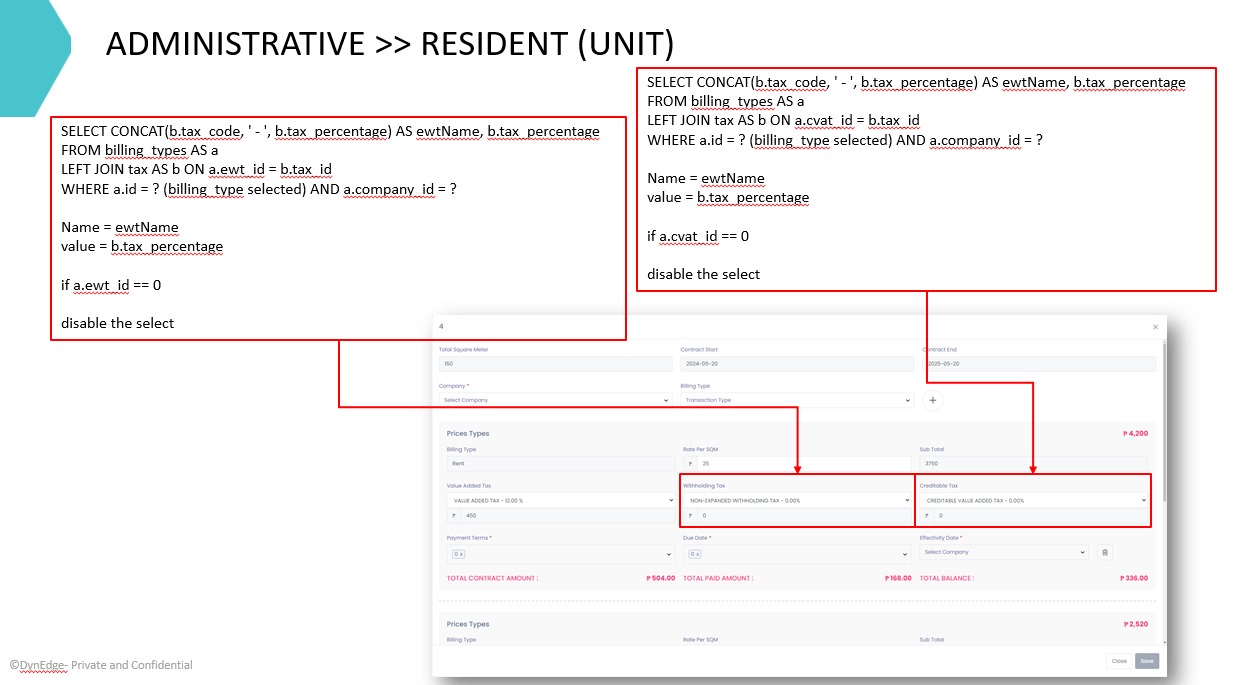 ADMINISTRATIVE >> RESIDENT (UNIT)
SELECT CONCAT(b.tax_code, ' - ', b.tax_percentage) AS ewtName, b.tax_percentage
FROM billing_types AS a
LEFT JOIN tax AS b ON a.ewt_id = b.tax_id
WHERE a.id = ? (billing_type selected) AND a.company_id = ?
Name = ewtName
value = b.tax_percentage
if a.ewt_id == 0
disable the select
SELECT CONCAT(b.tax_code, ' - ', b.tax_percentage) AS ewtName, b.tax_percentage
FROM billing_types AS a
LEFT JOIN tax AS b ON a.cvat_id = b.tax_id
WHERE a.id = ? (billing_type selected) AND a.company_id = ?
Name = ewtName
value = b.tax_percentage
if a.cvat_id == 0
disable the select
4 ×
Total Square Meter Contract Start Contract End
150 2024-05-20 2025-05-20
Company * Billing Type
Select Company Transaction Type +
Prices Types ₱ 4,200
Billing Type Rate Per SQM Sub Total
Rent ₱ 25 3750
Value Added Tax Withholding Tax Creditable Tax
VALUE ADDED TAX - 12.00 % NON-EXPANDED WITHHOLDING TAX - 0.00% CREDITABLE VALUE ADDED TAX - 0.00%
₱ 450 ₱ 0 ₱ 0
Payment Terms * Due Date * Effectivity Date *
0 x 0 x Select Company
TOTAL CONTRACT AMOUNT : ₱ 504.00 TOTAL PAID AMOUNT : ₱ 168.00 TOTAL BALANCE : ₱ 336.00
Prices Types ₱ 2,520
Billing Type Rate Per SQM Sub Total
Close Save
©DynEdge- Private and Confidential